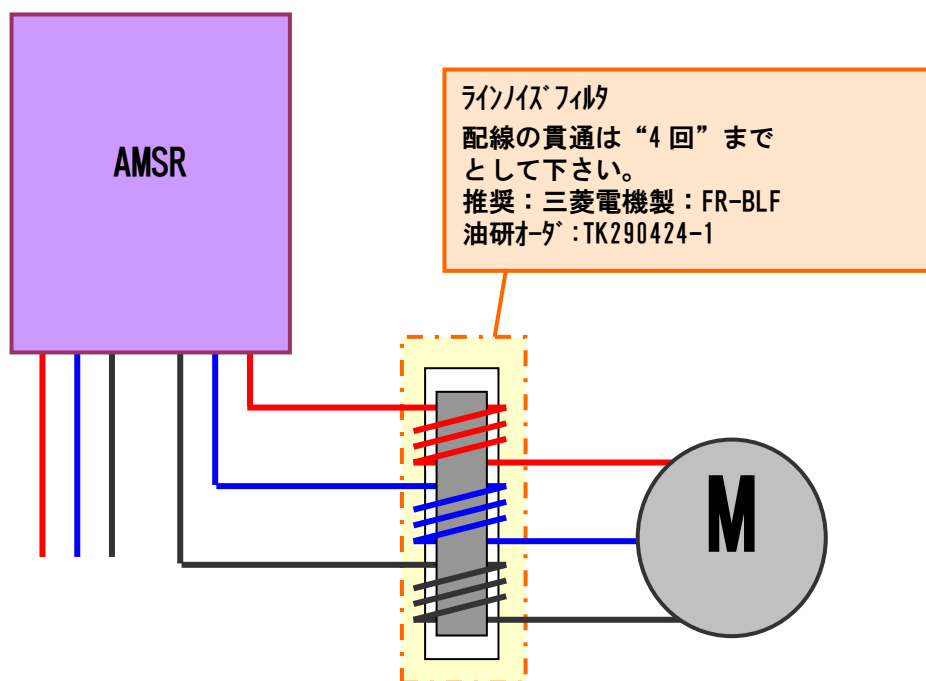 AMSR
ﾗｲﾝﾉｲｽﾞﾌｨﾙﾀ
配線の貫通は“4回”まで
として下さい。
推奨：三菱電機製：FR-BLF
油研ｵｰﾀﾞ:TK290424-1
M